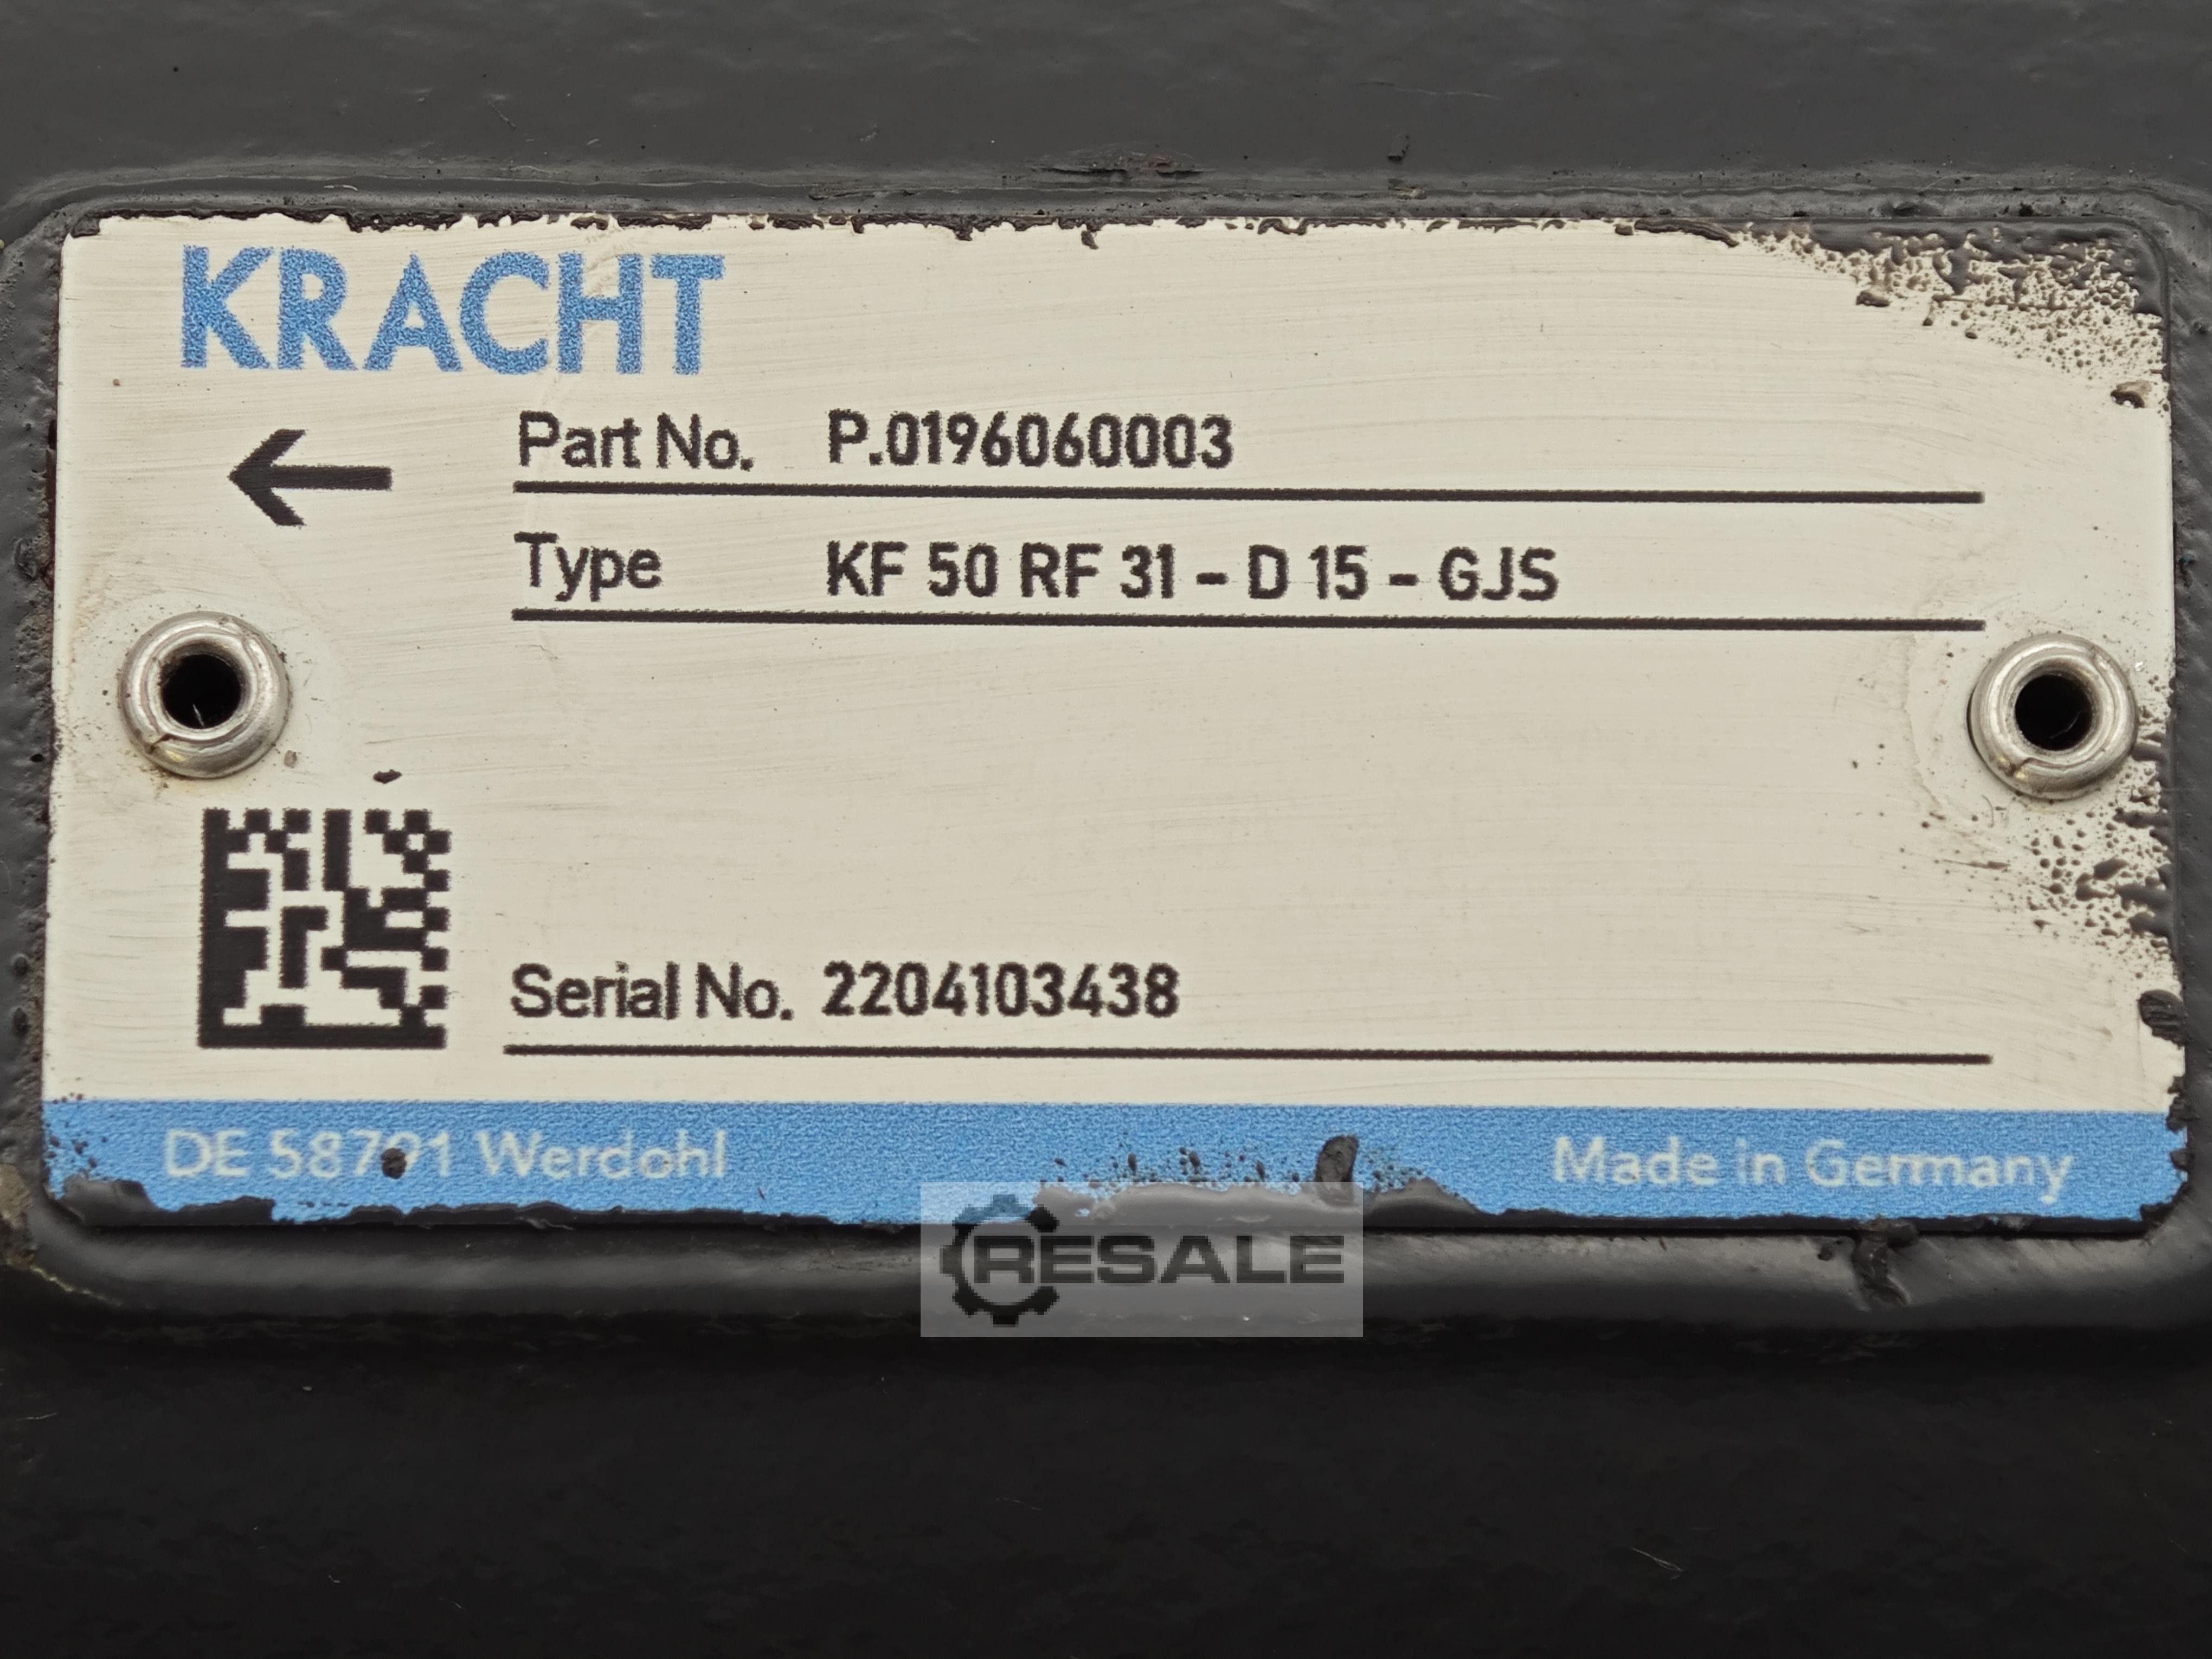 KRACHT
Part No. P.0196060003
Type KF 50 RF 31 - D 15 - GJS
Serial No. 2204103438
DE 58791 Werdohl
Made in Germany
RESALE